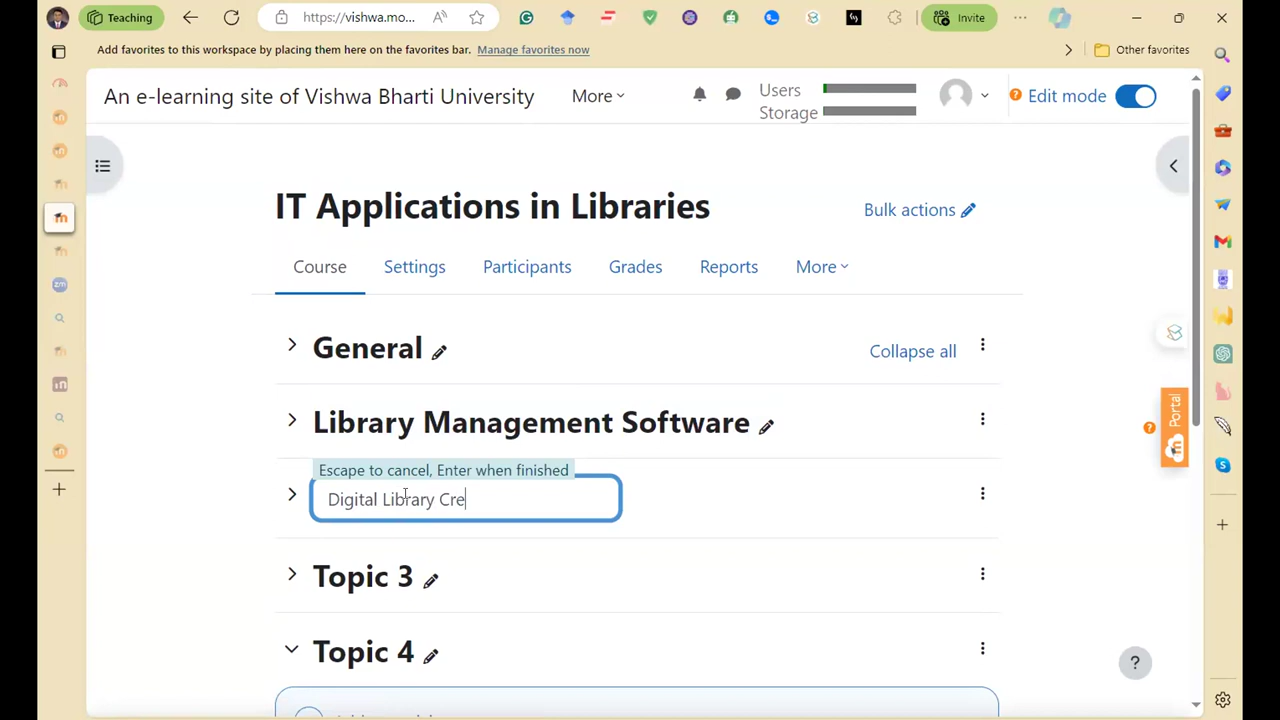 Teaching
https://vishwa.mo...
Invite
Add favorites to this workspace by placing them here on the favorites bar. Manage favorites now
Other favorites
An e-learning site of Vishwa Bharti University
More
Users
Storage
Edit mode
IT Applications in Libraries
Bulk actions
Course
Settings
Participants
Grades
Reports
More
General
Collapse all
Library Management Software
Escape to cancel, Enter when finished
Digital Library Cre
Portal
Topic 3
Topic 4
?